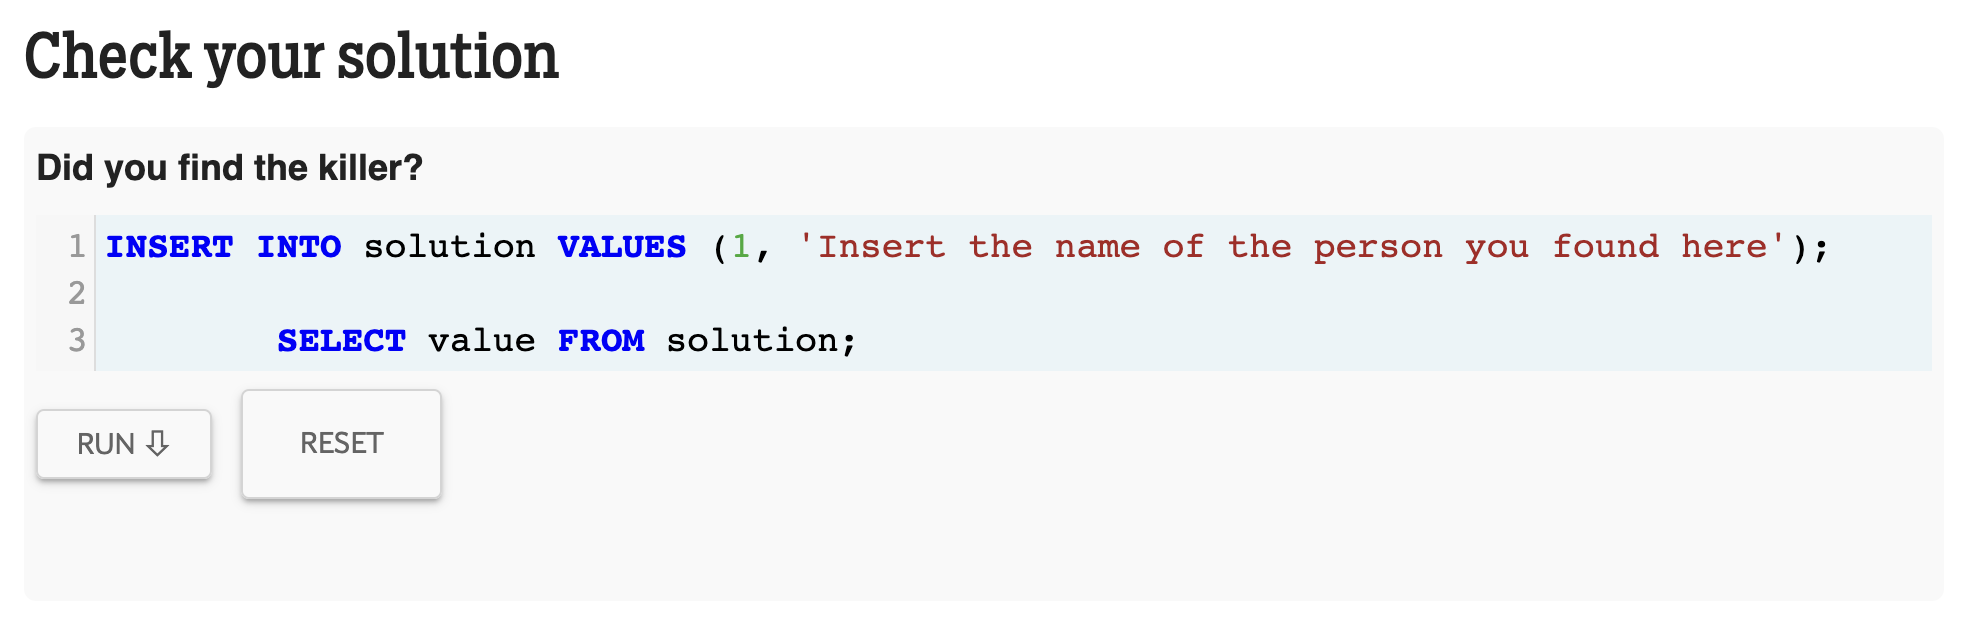 Check your solution
Did you find the killer?
1 INSERT INTO solution VALUES (1, 'Insert the name of the person you found here');
2
3 SELECT value FROM solution;
RUN ⇩ RESET